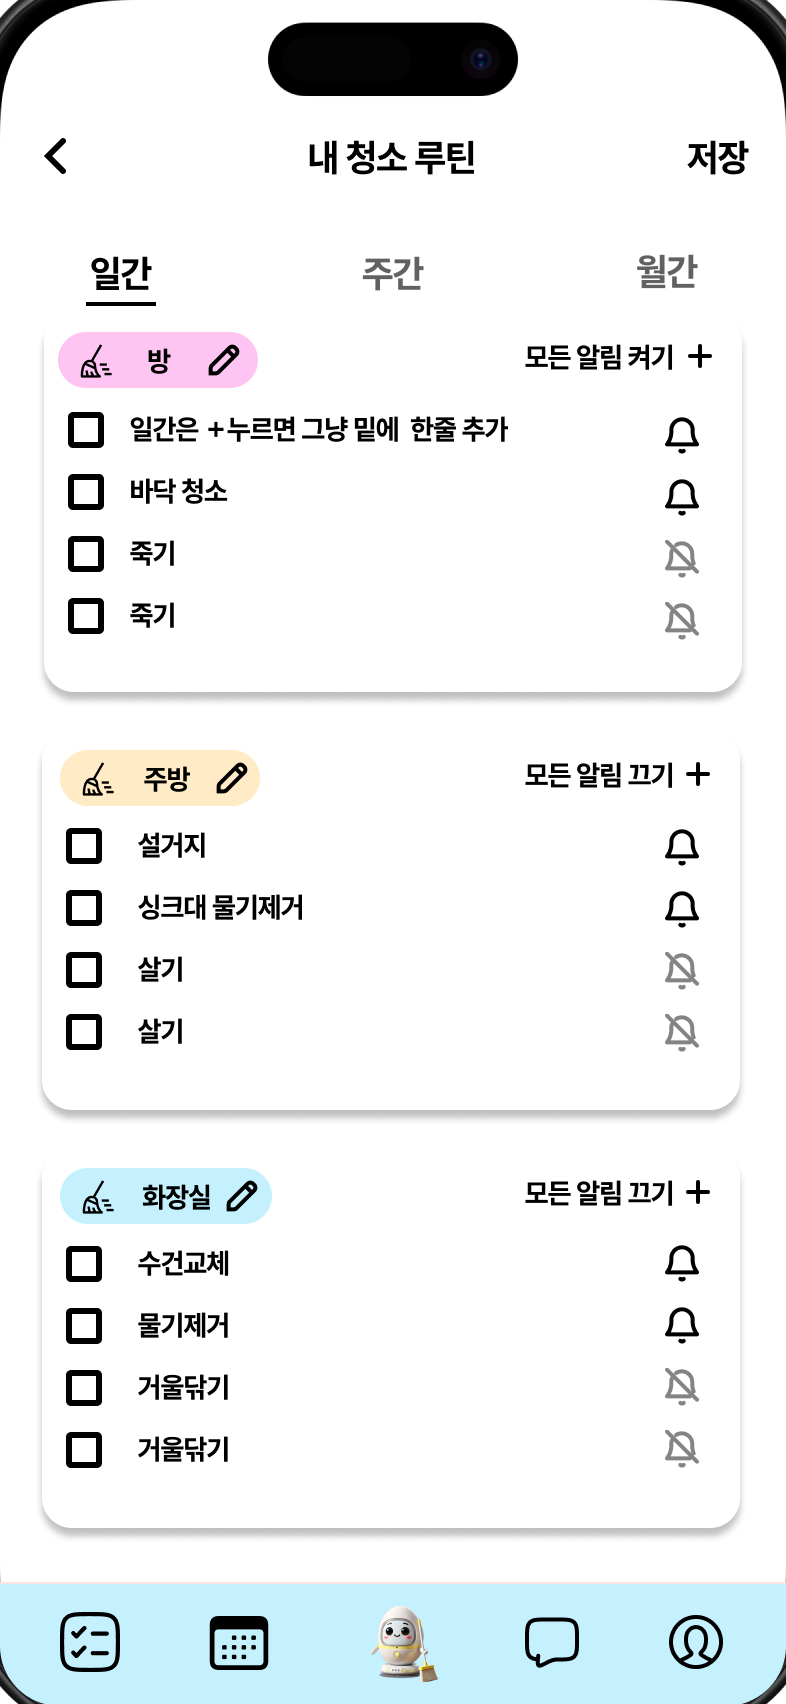 내 청소 루틴 저장
일간 주간 월간
방 모든 알림 켜기 +
일간은 +누르면 그냥 밑에 한줄 추가
바닥 청소
죽기
죽기
주방 모든 알림 끄기 +
설거지
싱크대 물기제거
살기
살기
화장실 모든 알림 끄기 +
수건교체
물기제거
거울닦기
거울닦기